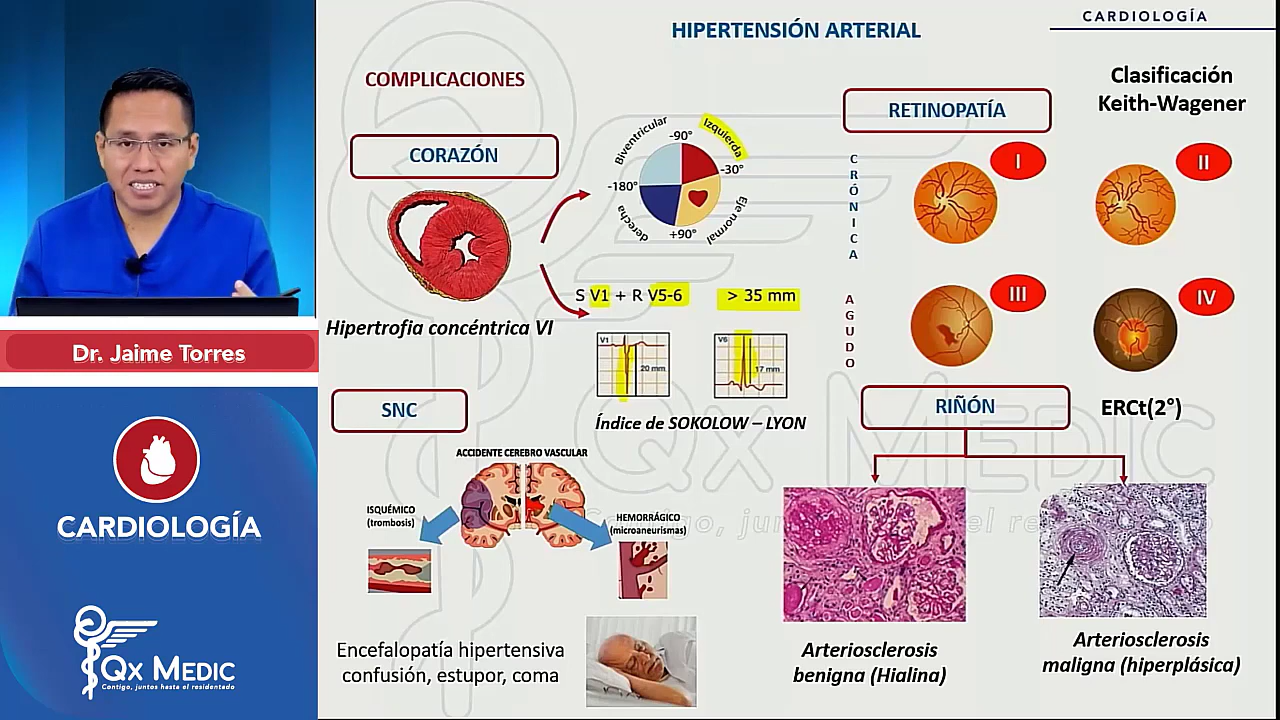 CARDIOLOGÍA
HIPERTENSIÓN ARTERIAL
COMPLICACIONES
Clasificación
Keith-Wagener
RETINOPATÍA
CORAZÓN
Biventricular
Izquierda
-90°
-30°
-180°
+90°
derecha
Eje normal
CRÓNICA
I
II
AGUDO
III
IV
S V1 + R V5-6
> 35 mm
Hipertrofia concéntrica VI
V1
20 mm
V6
17 mm
Índice de SOKOLOW – LYON
Dr. Jaime Torres
SNC
RIÑÓN
ERCt(2°)
ACCIDENTE CEREBRO VASCULAR
ISQUÉMICO
(trombosis)
HEMORRÁGICO
(microaneurismas)
CARDIOLOGÍA
Encefalopatía hipertensiva
confusión, estupor, coma
Arteriosclerosis
benigna (Hialina)
Arteriosclerosis
maligna (hiperplásica)
QX MEDIC
Contigo, juntos hasta el residentado
QX MEDIC